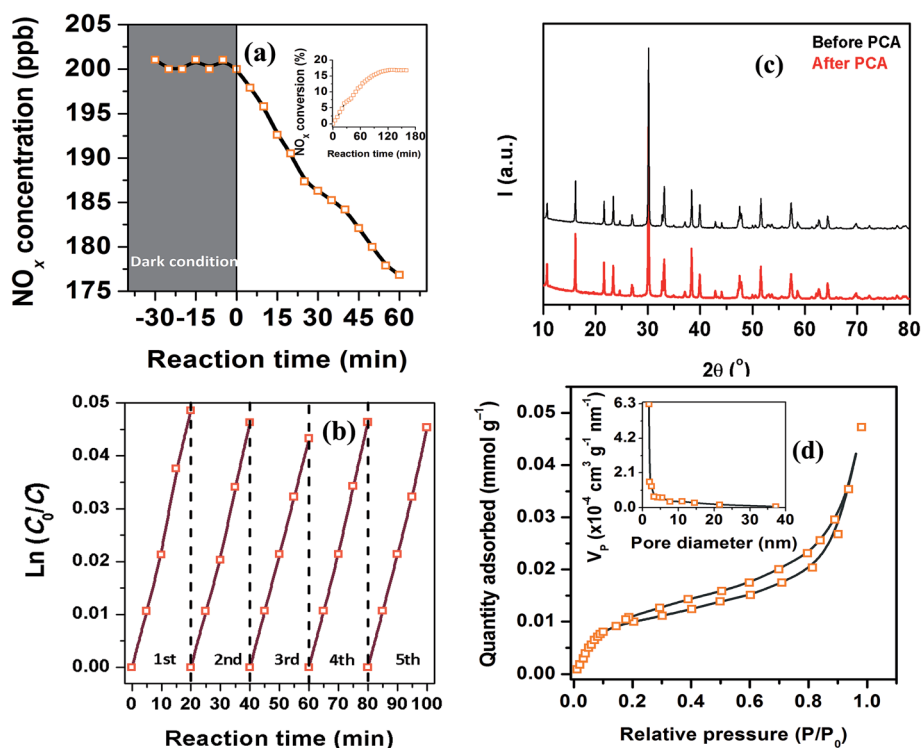 (a)
NOx concentration (ppb)
205
200
195
190
185
180
175
Dark condition
-30 -15 0 15 30 45 60
Reaction time (min)
NOx conversion (%)
20
15
10
5
0
0 60 120 180
Reaction time (min)
(c)
Before PCA
After PCA
I (a.u.)
10 20 30 40 50 60 70 80
2θ (°)
(b)
Ln (C0/C)
0.05
0.04
0.03
0.02
0.01
0.00
1st 2nd 3rd 4th 5th
0 10 20 30 40 50 60 70 80 90 100
Reaction time (min)
(d)
Quantity adsorbed (mmol g⁻¹)
0.05
0.04
0.03
0.02
0.01
0.00
0.0 0.2 0.4 0.6 0.8 1.0
Relative pressure (P/P0)
VP (x10⁻⁴ cm³ g⁻¹ nm⁻¹)
6.3
4.2
2.1
0.0
0 10 20 30 40
Pore diameter (nm)